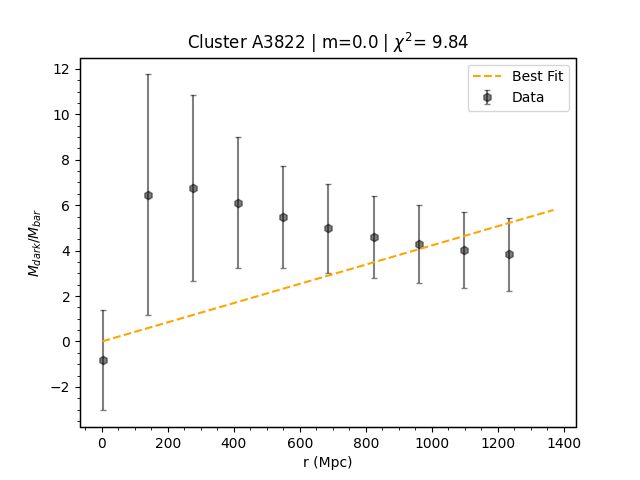 Cluster A3822 | m=0.0 | χ²= 9.84
Best Fit
Data
M_dark/M_bar
12
10
8
6
4
2
0
−2
0 200 400 600 800 1000 1200 1400
r (Mpc)